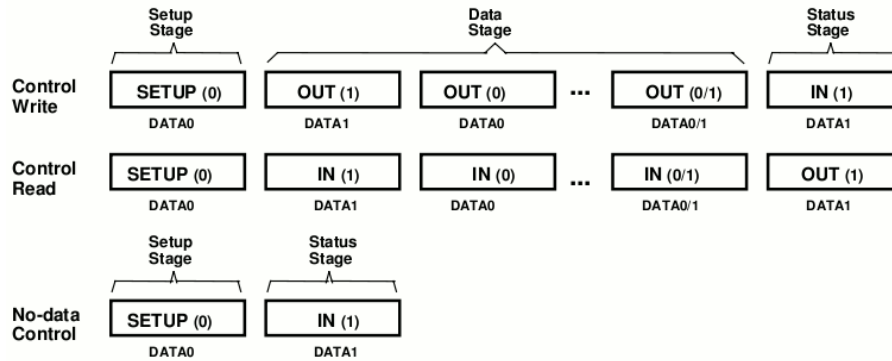 Setup Stage
Data Stage
Status Stage
Control Write
SETUP (0)
OUT (1)
OUT (0)
...
OUT (0/1)
IN (1)
DATA0
DATA1
DATA0
DATA0/1
DATA1
Control Read
SETUP (0)
IN (1)
IN (0)
...
IN (0/1)
OUT (1)
DATA0
DATA1
DATA0
DATA0/1
DATA1
Setup Stage
Status Stage
No-data Control
SETUP (0)
IN (1)
DATA0
DATA1